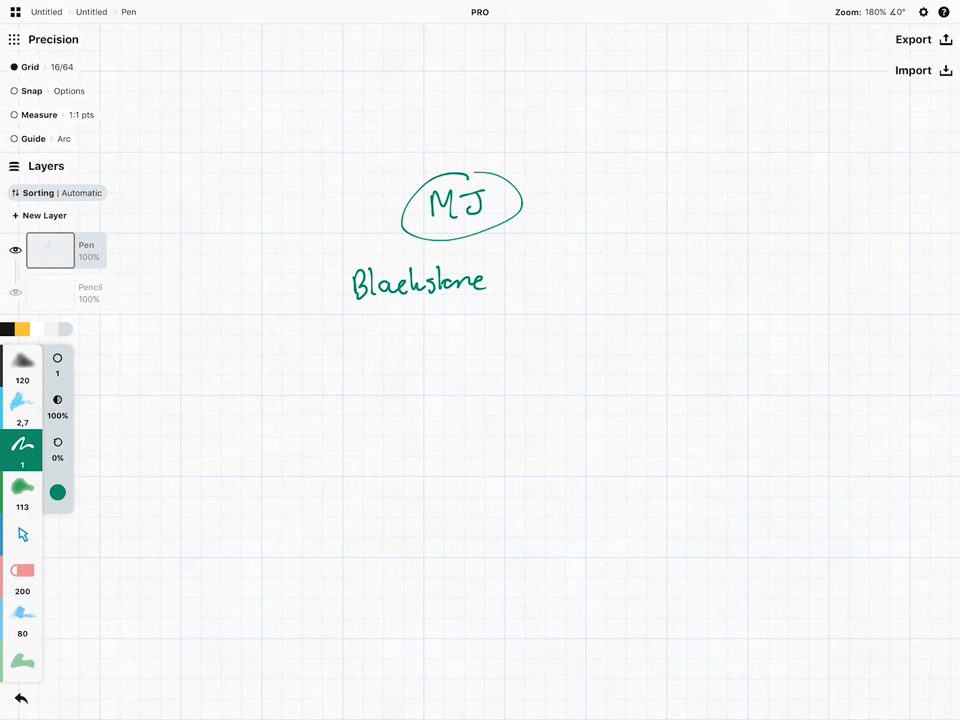 Untitled › Untitled › Pen
PRO
Zoom: 180% ∡0°
Precision
Export
Grid › 16/64
Import
Snap › Options
Measure › 1:1 pts
Guide › Arc
Layers
Sorting | Automatic
+ New Layer
Pen
100%
Pencil
100%
MJ
Blackstone
120
1
2,7
100%
1
0%
113
200
80